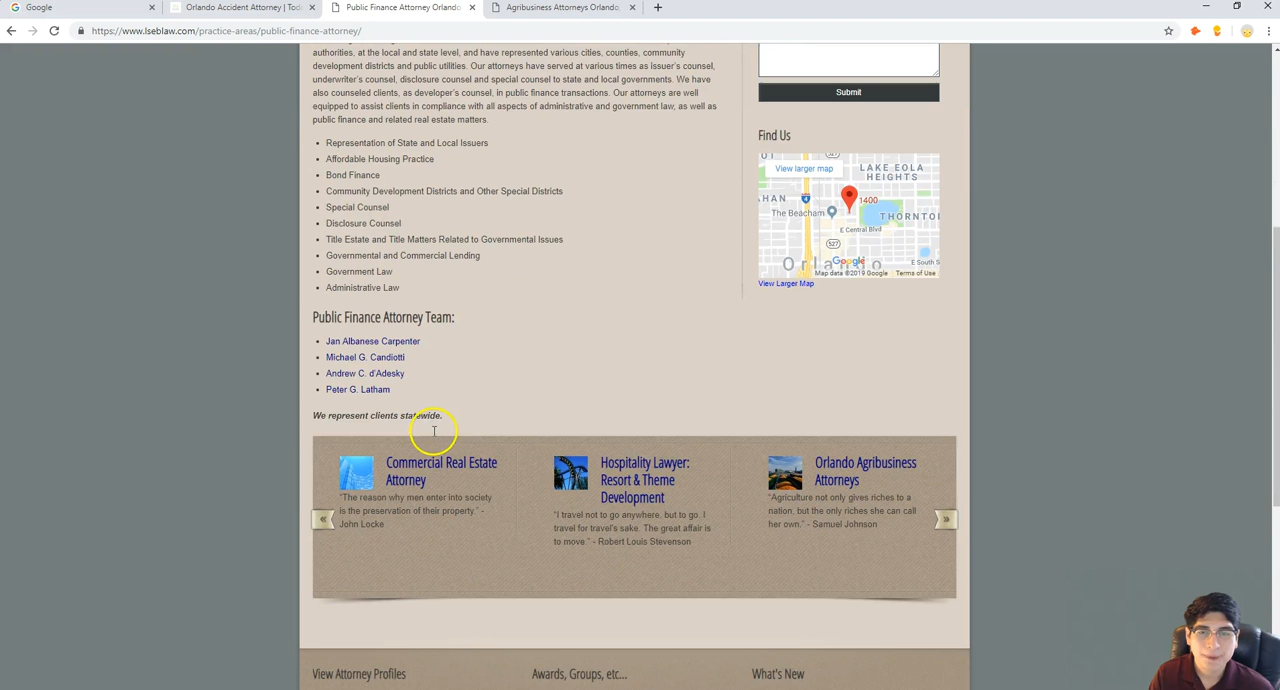 Google
Orlando Accident Attorney | Tod
Public Finance Attorney Orlando
Agribusiness Attorneys Orlando,
https://www.lseblaw.com/practice-areas/public-finance-attorney/
authorities, at the local and state level, and have represented various cities, counties, community
development districts and public utilities. Our attorneys have served at various times as issuer's counsel,
underwriter's counsel, disclosure counsel and special counsel to state and local governments. We have
also counseled clients, as developer's counsel, in public finance transactions. Our attorneys are well
equipped to assist clients in compliance with all aspects of administrative and government law, as well as
public finance and related real estate matters.
Representation of State and Local Issuers
Affordable Housing Practice
Bond Finance
Community Development Districts and Other Special Districts
Special Counsel
Disclosure Counsel
Title Estate and Title Matters Related to Governmental Issues
Governmental and Commercial Lending
Government Law
Administrative Law
Public Finance Attorney Team:
Jan Albanese Carpenter
Michael G. Candiotti
Andrew C. d'Adesky
Peter G. Latham
We represent clients statewide.
Submit
Find Us
View larger map
LAKE EOLA
HEIGHTS
HAN
4
1400
The Beacham
THORNTO
E Central Blvd
527
Orlando
Google
E South S
Map data ©2019 Google
Terms of Use
View Larger Map
Commercial Real Estate
Attorney
"The reason why men enter into society
is the preservation of their property." -
John Locke
Hospitality Lawyer:
Resort & Theme
Development
"I travel not to go anywhere, but to go. I
travel for travel's sake. The great affair is
to move." - Robert Louis Stevenson
Orlando Agribusiness
Attorneys
"Agriculture not only gives riches to a
nation, but the only riches she can call
her own." - Samuel Johnson
View Attorney Profiles
Awards, Groups, etc...
What's New